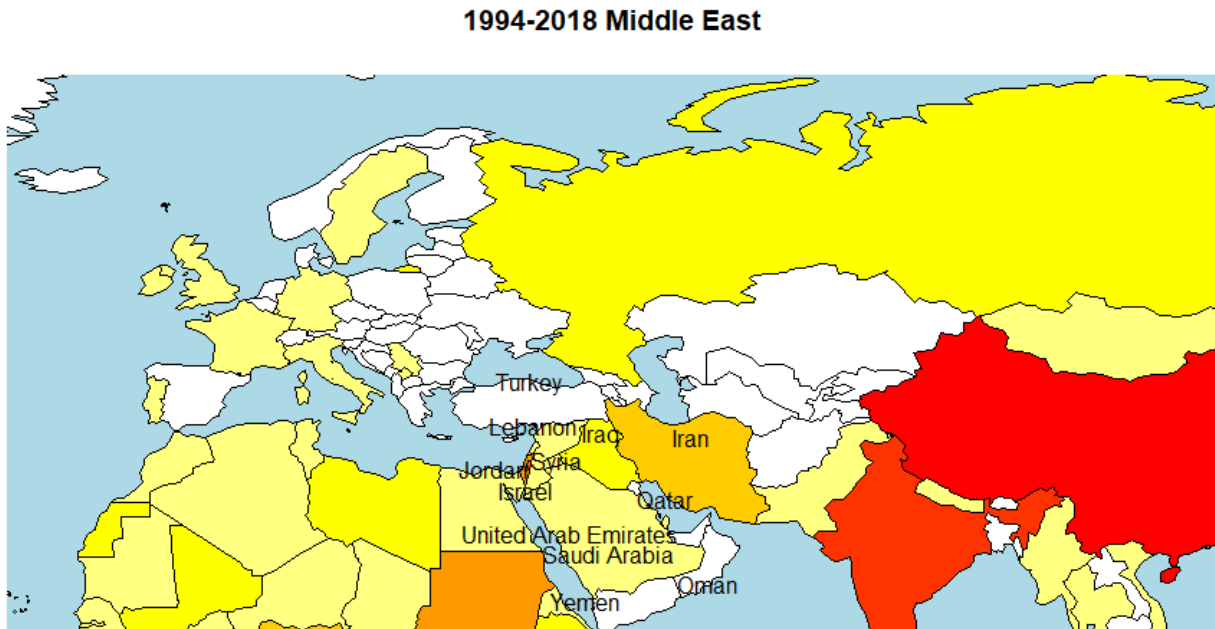 1994-2018 Middle East
Turkey
Lebanon
Iraq
Iran
Jordan
Syria
Israel
Qatar
United Arab Emirates
Saudi Arabia
Oman
Yemen